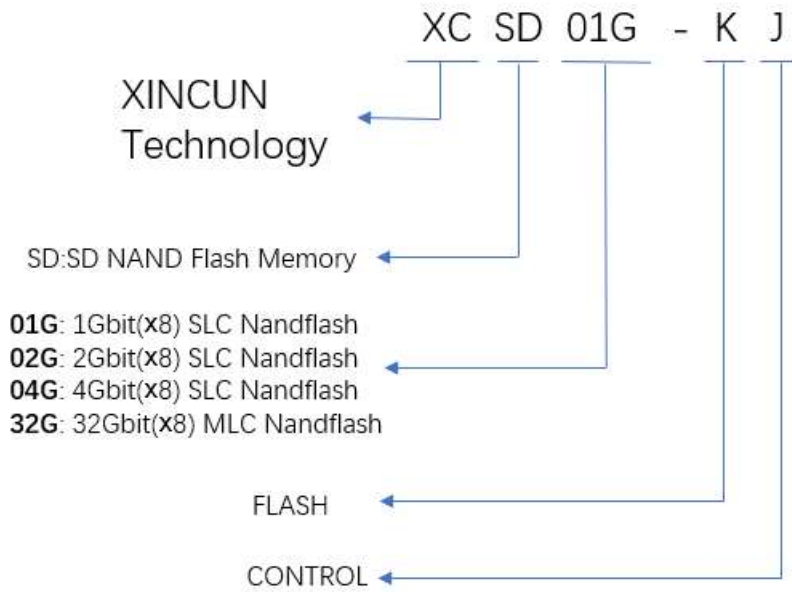 XC SD 01G - K J
XINCUN
Technology
SD:SD NAND Flash Memory
01G: 1Gbit(x8) SLC Nandflash
02G: 2Gbit(x8) SLC Nandflash
04G: 4Gbit(x8) SLC Nandflash
32G: 32Gbit(x8) MLC Nandflash
FLASH
CONTROL